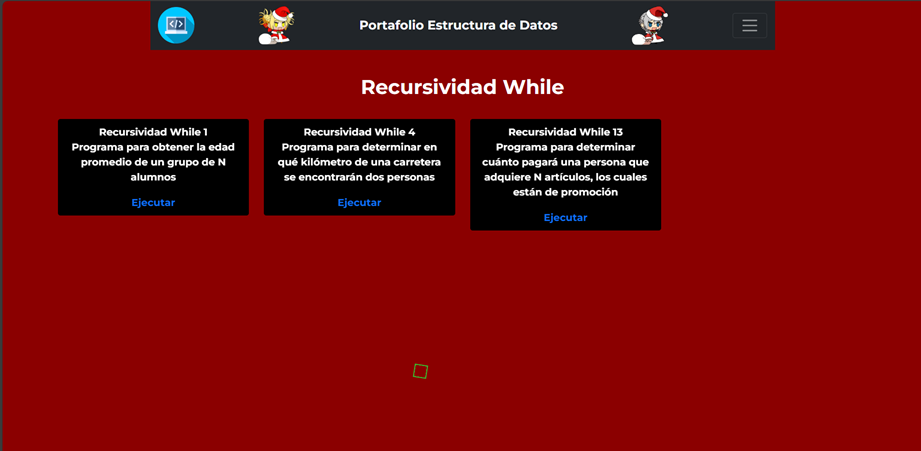 Portafolio Estructura de Datos
Recursividad While
Recursividad While 1
Programa para obtener la edad
promedio de un grupo de N
alumnos
Ejecutar
Recursividad While 4
Programa para determinar en
qué kilómetro de una carretera
se encontrarán dos personas
Ejecutar
Recursividad While 13
Programa para determinar
cuánto pagará una persona que
adquiere N artículos, los cuales
están de promoción
Ejecutar